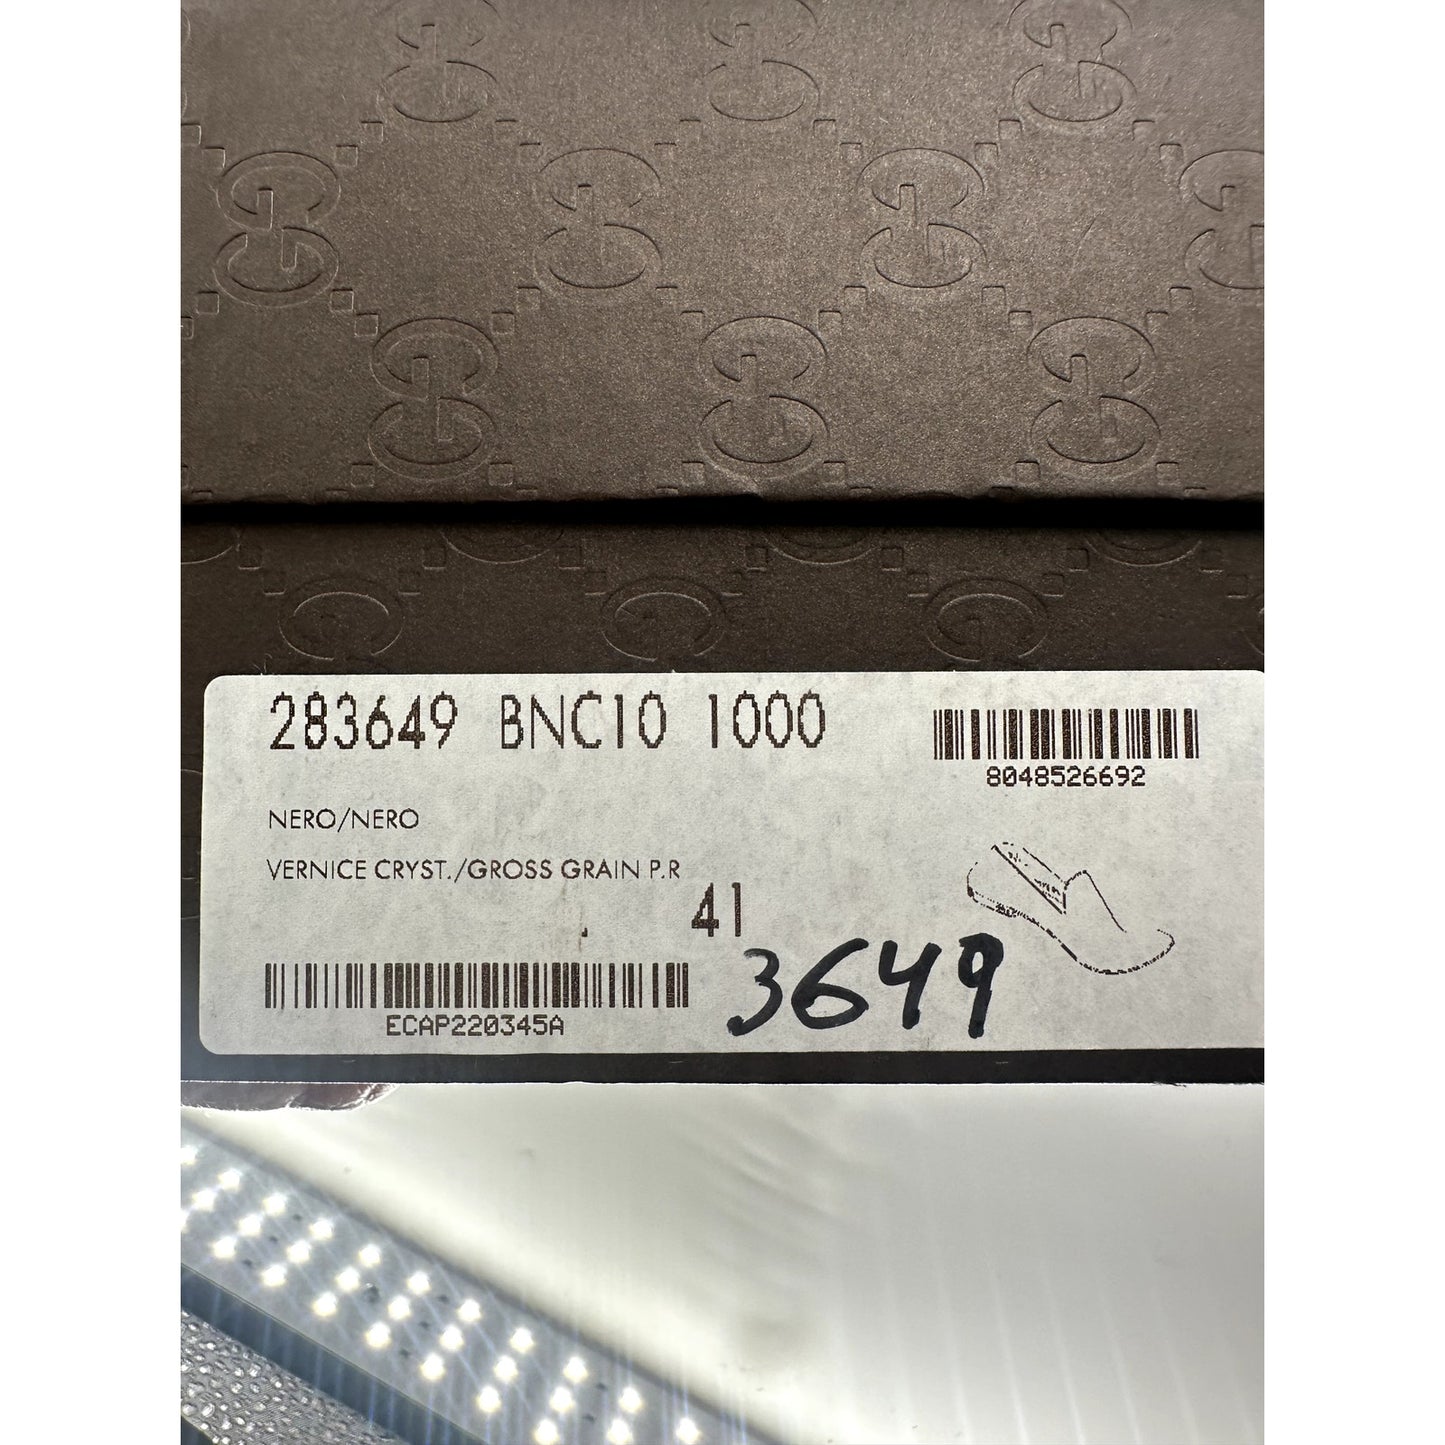 283649 BNC10 1000
8048526692
NERO/NERO
VERNICE CRYST./GROSS GRAIN P.R
41
3649
ECAP220345A